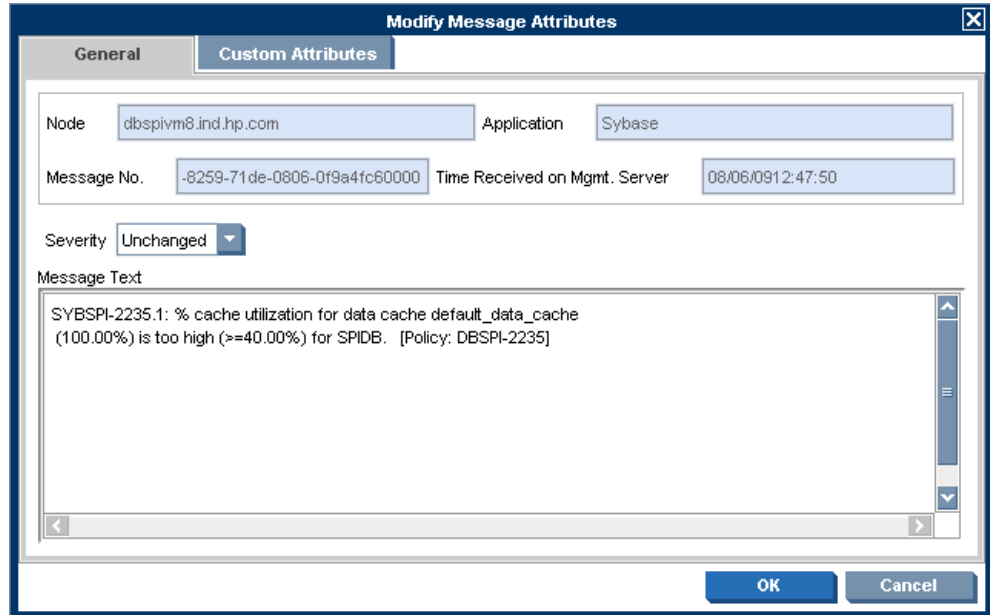 Modify Message Attributes
General
Custom Attributes
Node dbspivm8.ind.hp.com Application Sybase
Message No. -8259-71de-0806-0f9a4fc60000 Time Received on Mgmt. Server 08/06/0912:47:50
Severity Unchanged
Message Text
SYBSPI-2235.1: % cache utilization for data cache default_data_cache
(100.00%) is too high (>=40.00%) for SPIDB. [Policy: DBSPI-2235]
OK
Cancel